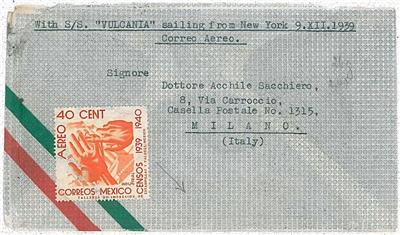 With S/S. "VULCANIA" sailing from New York 9.XII.1939
Correo Aereo.
Signore
Dottore Acchile Sacchiero,
8, Via Carroccio,
Casella Postale No. 1315,
MILANO.
(Italy)
40 CENT
AEREO
CENSOS 1939 1940
CORREOS MEXICO